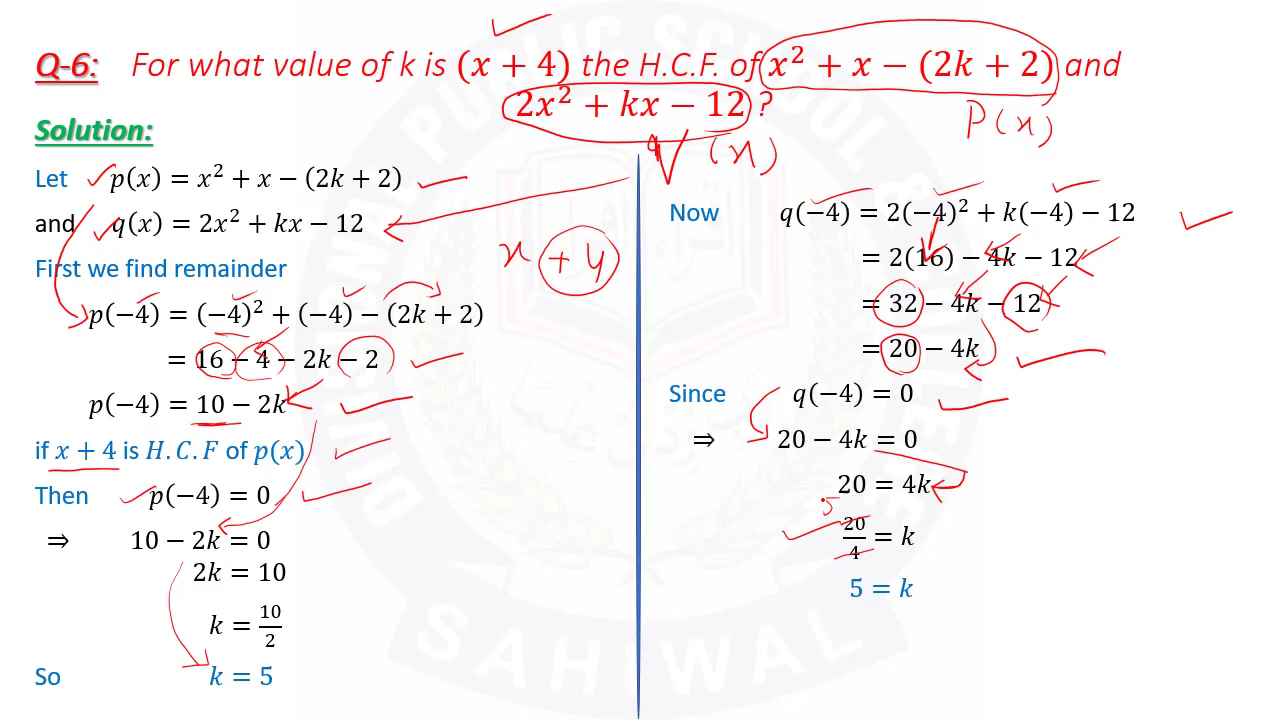 Q-6: For what value of k is (x + 4) the H.C.F. of x² + x − (2k + 2) and
2x² + kx − 12 ?
P(x)
q(x)
Solution:
Let p(x) = x² + x − (2k + 2)
and q(x) = 2x² + kx − 12
x + 4
First we find remainder
p(−4) = (−4)² + (−4) − (2k + 2)
= 16 − 4 − 2k − 2
p(−4) = 10 − 2k
if x + 4 is H.C.F of p(x)
Then p(−4) = 0
⇒ 10 − 2k = 0
2k = 10
k = 10/2
So k = 5
Now q(−4) = 2(−4)² + k(−4) − 12
= 2(16) − 4k − 12
= 32 − 4k − 12
= 20 − 4k
Since q(−4) = 0
⇒ 20 − 4k = 0
20 = 4k
5
20/4 = k
5 = k
PUBLIC SCHOOL
SAHIWAL